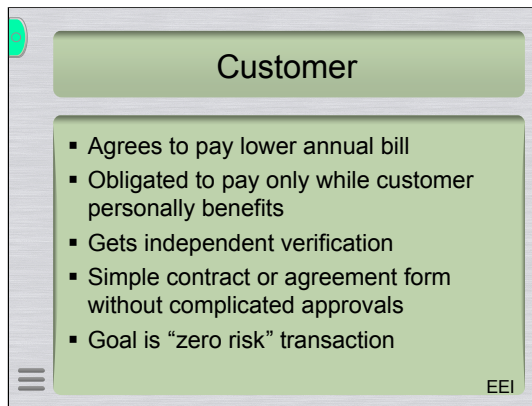 Customer
▪ Agrees to pay lower annual bill
▪ Obligated to pay only while customer
personally benefits
▪ Gets independent verification
▪ Simple contract or agreement form
without complicated approvals
▪ Goal is “zero risk” transaction
EEI